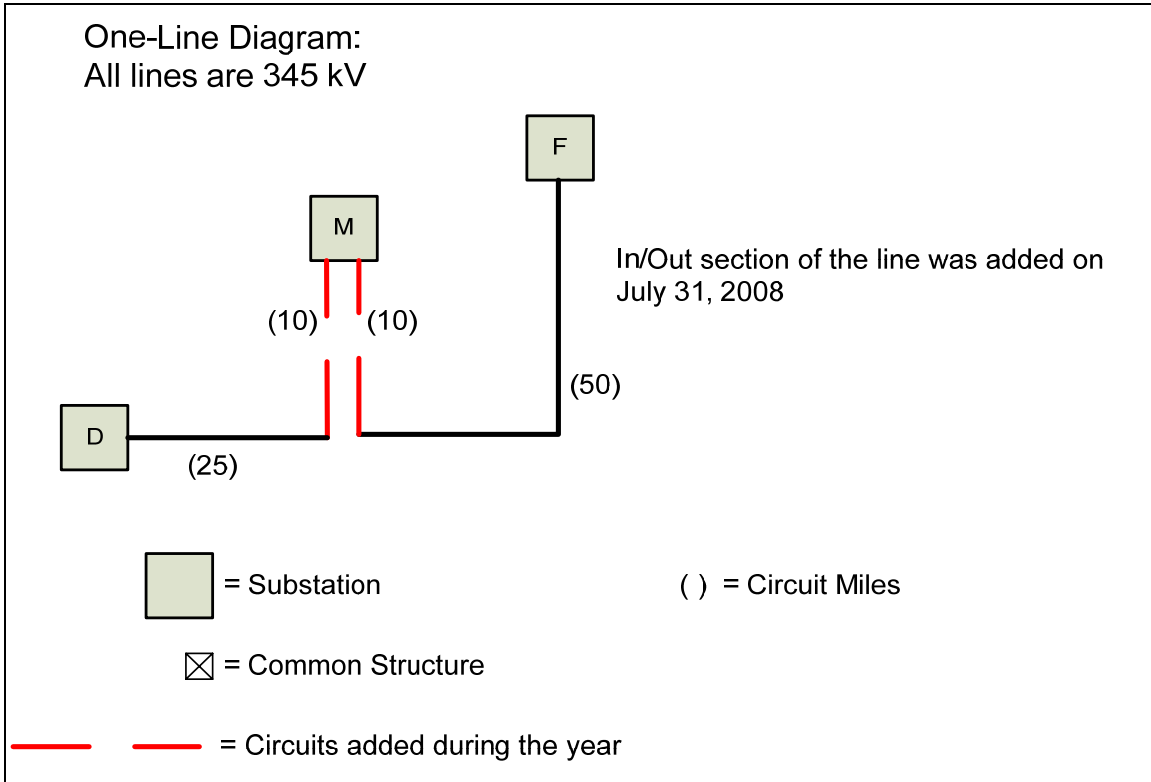 One-Line Diagram:
All lines are 345 kV
F
M
In/Out section of the line was added on
July 31, 2008
(10) (10)
(50)
D
(25)
= Substation
( ) = Circuit Miles
= Common Structure
= Circuits added during the year